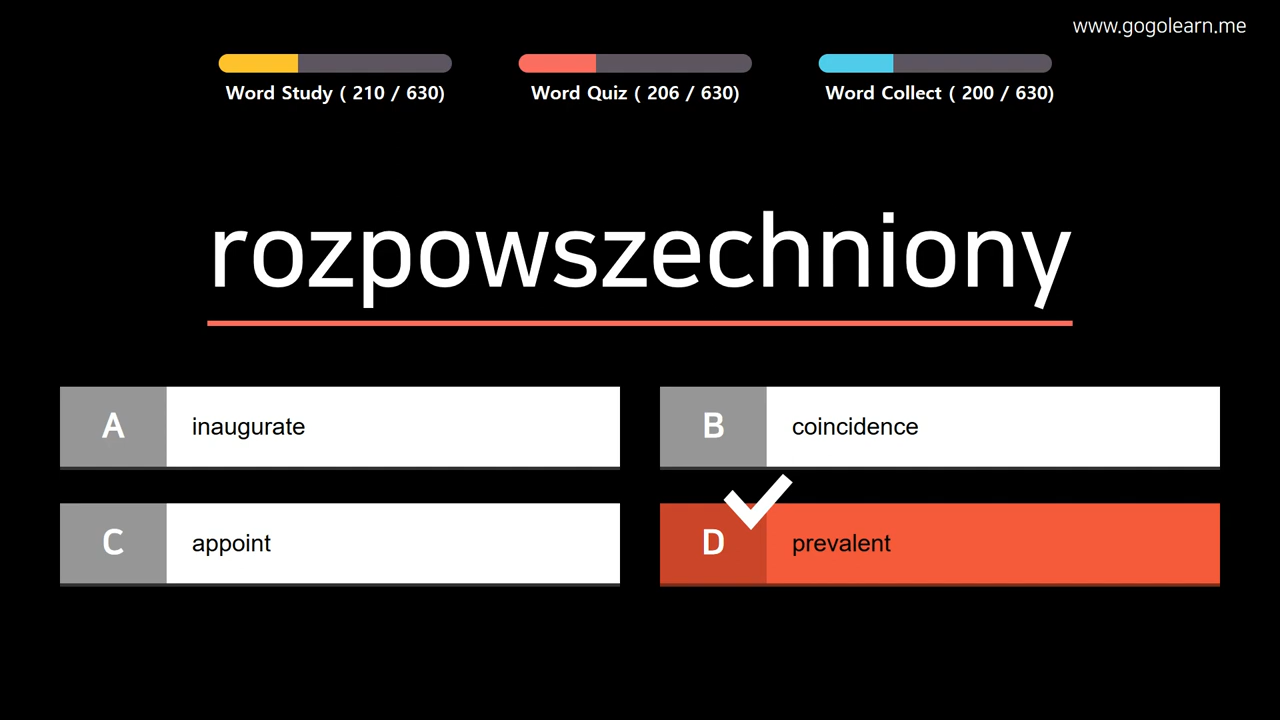 www.gogolearn.me
Word Study ( 210 / 630)
Word Quiz ( 206 / 630)
Word Collect ( 200 / 630)
rozpowszechniony
A
inaugurate
B
coincidence
C
appoint
D
prevalent